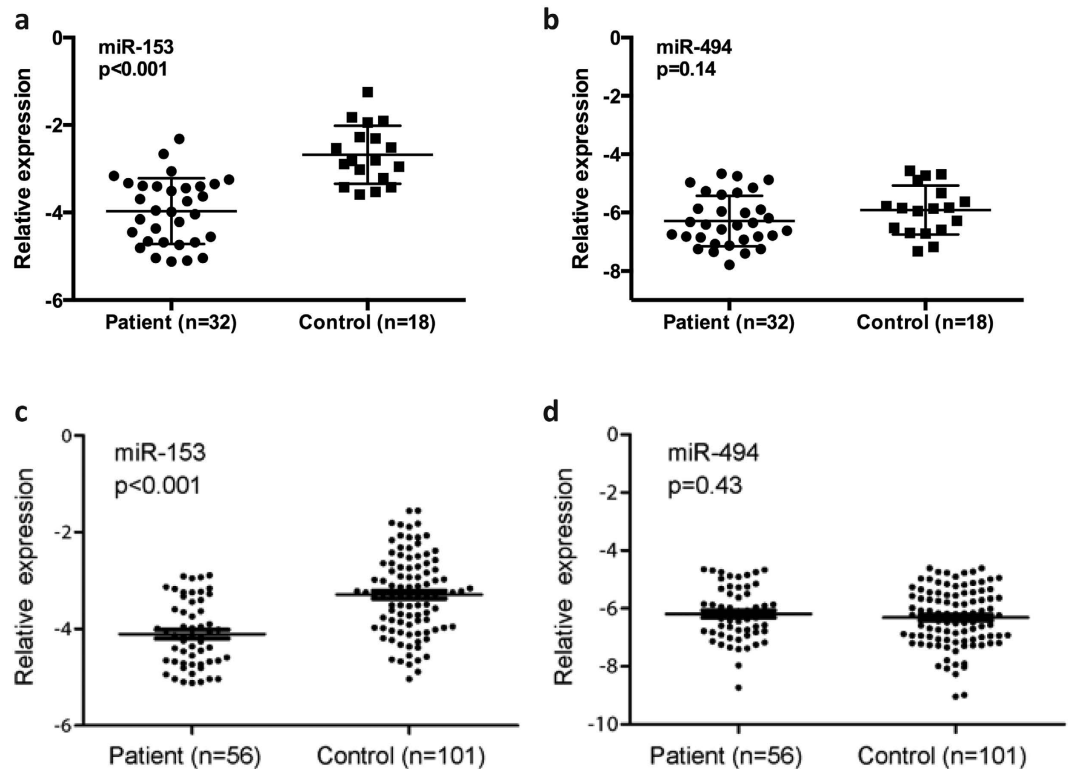 a
miR-153
p<0.001
Relative expression
0
-2
-4
-6
Patient (n=32)
Control (n=18)
b
miR-494
p=0.14
Relative expression
0
-2
-4
-6
-8
Patient (n=32)
Control (n=18)
c
miR-153
p<0.001
Relative expression
0
-2
-4
-6
Patient (n=56)
Control (n=101)
d
miR-494
p=0.43
Relative expression
0
-2
-4
-6
-8
-10
Patient (n=56)
Control (n=101)